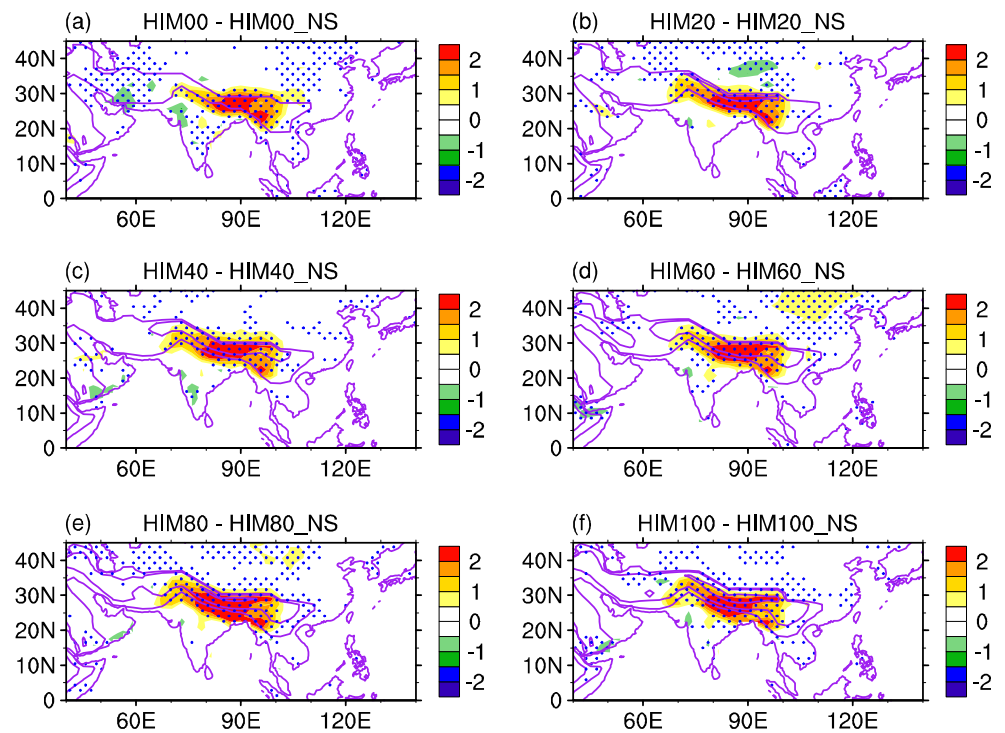 (a) HIM00 - HIM00_NS
40N
30N
20N
10N
0
60E 90E 120E
2
1
0
-1
-2
(b) HIM20 - HIM20_NS
40N
30N
20N
10N
0
60E 90E 120E
2
1
0
-1
-2
(c) HIM40 - HIM40_NS
40N
30N
20N
10N
0
60E 90E 120E
2
1
0
-1
-2
(d) HIM60 - HIM60_NS
40N
30N
20N
10N
0
60E 90E 120E
2
1
0
-1
-2
(e) HIM80 - HIM80_NS
40N
30N
20N
10N
0
60E 90E 120E
2
1
0
-1
-2
(f) HIM100 - HIM100_NS
40N
30N
20N
10N
0
60E 90E 120E
2
1
0
-1
-2